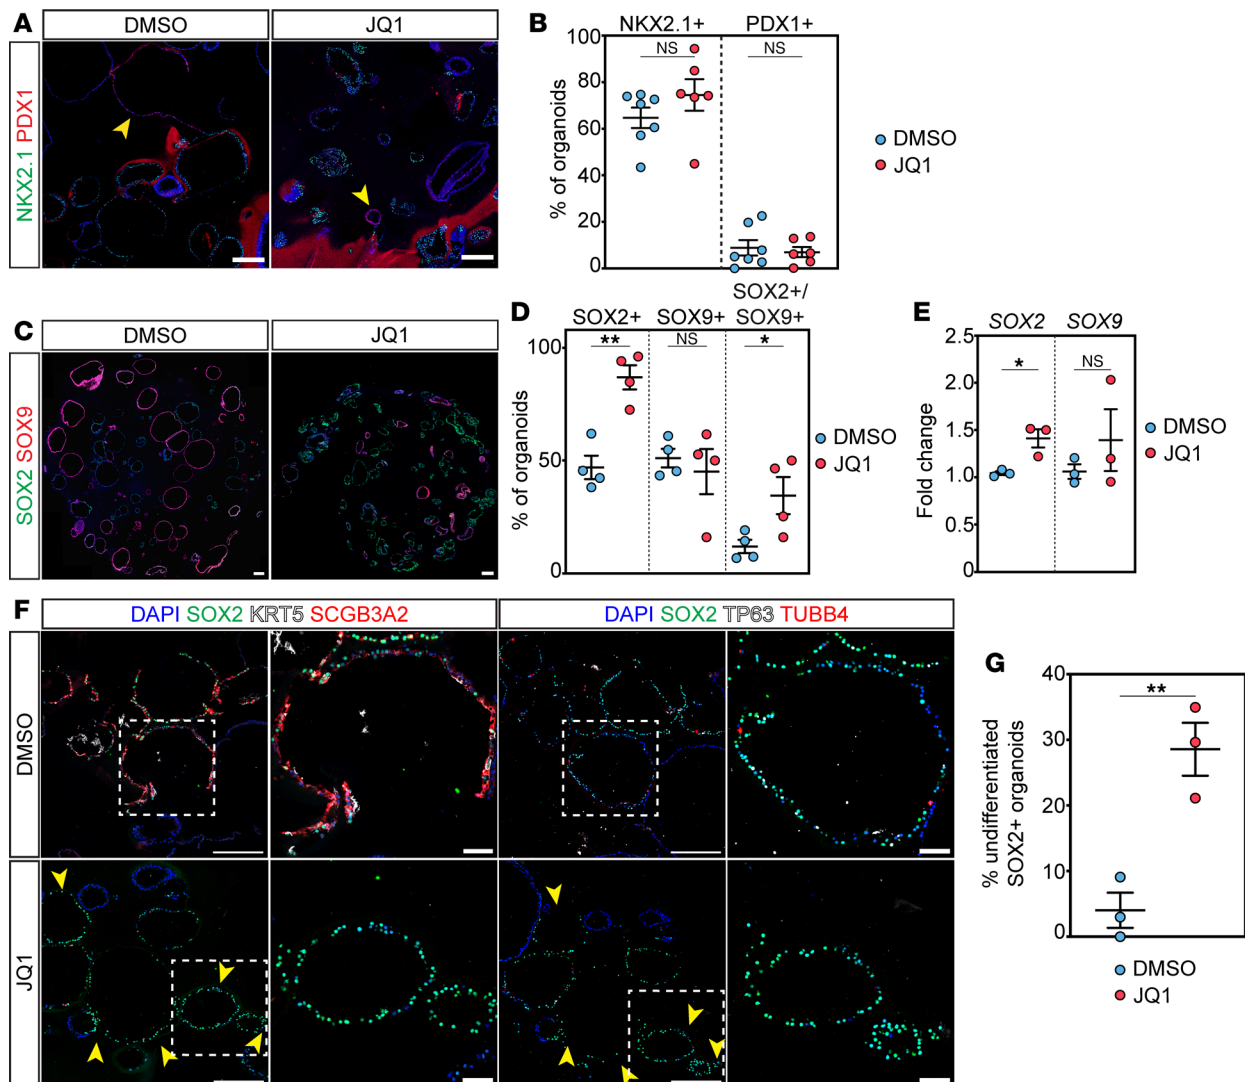 A
DMSO
JQ1
NKX2.1 PDX1
B
NKX2.1+
PDX1+
NS
NS
100
80
60
40
20
0
% of organoids
DMSO
JQ1
C
DMSO
JQ1
SOX2 SOX9
D
SOX2+
SOX9+
SOX2+/
SOX9+
**
NS
*
100
50
0
% of organoids
DMSO
JQ1
E
SOX2
SOX9
*
NS
2.5
2.0
1.5
1.0
0.5
0
Fold change
DMSO
JQ1
F
DAPI SOX2 KRT5 SCGB3A2
DAPI SOX2 TP63 TUBB4
DMSO
JQ1
G
**
40
30
20
10
0
% undifferentiated
SOX2+ organoids
DMSO
JQ1